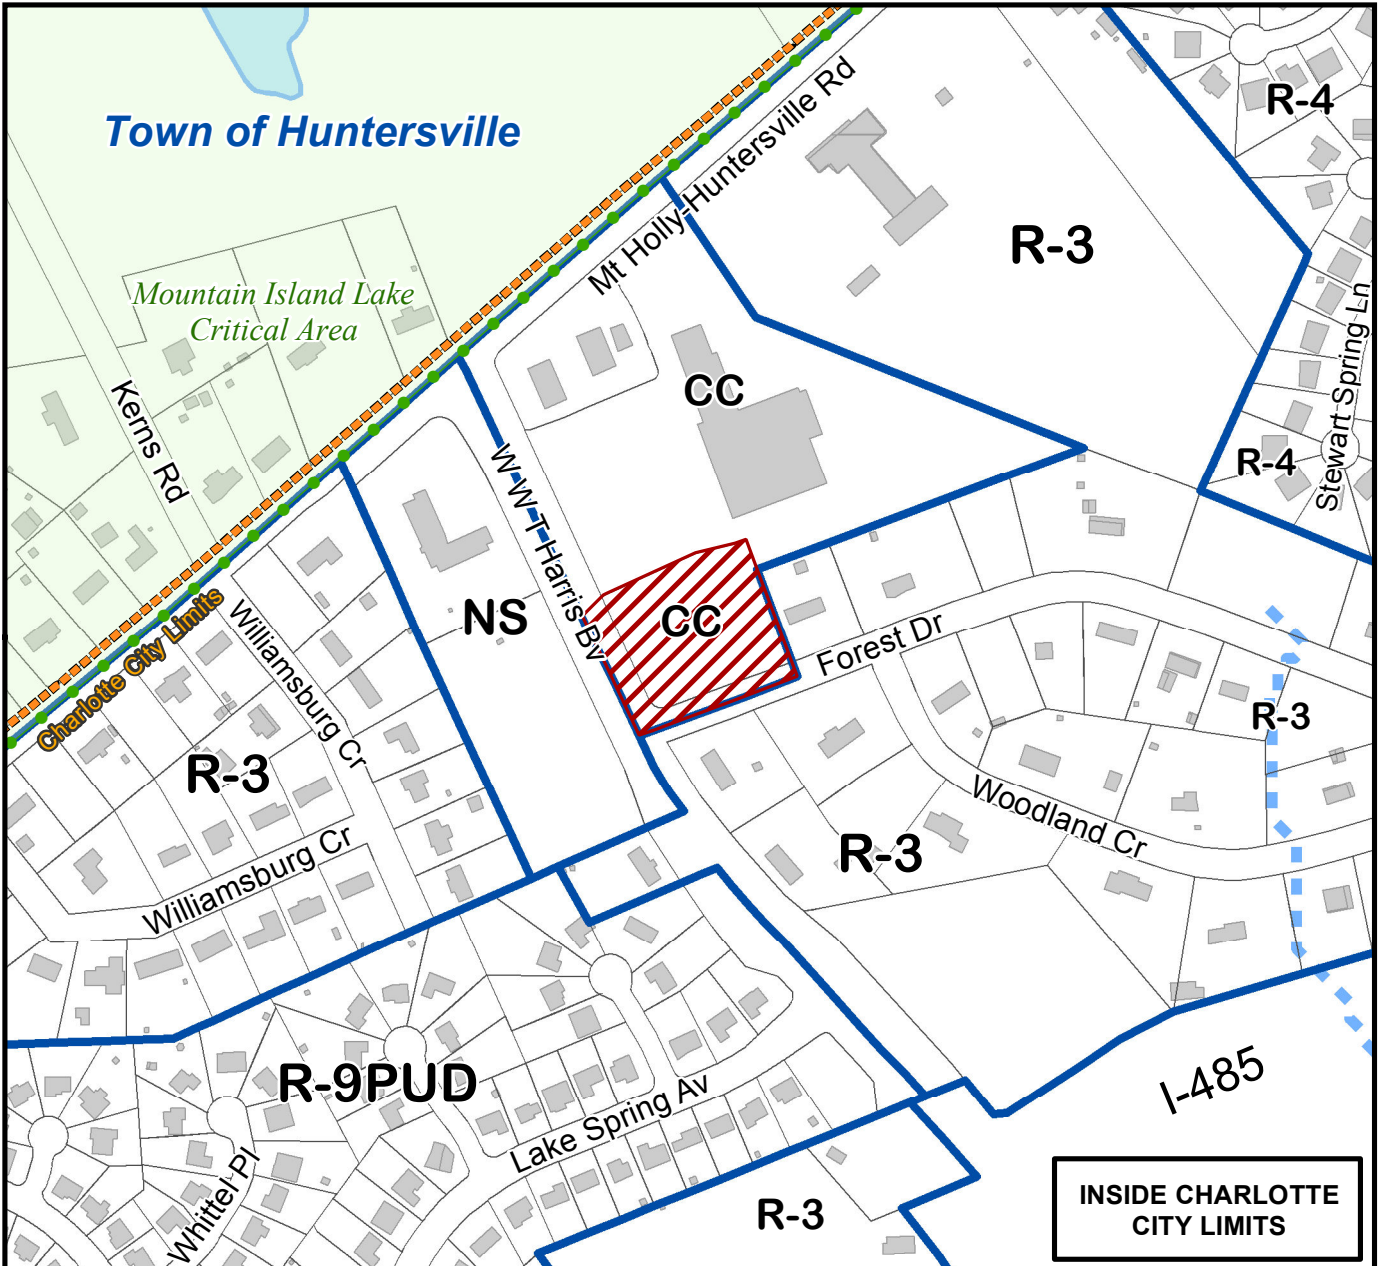 R-4
Mt Holly-Huntersville Rd
Town of Huntersville
R-3
Mountain Island Lake
Critical Area
Stewart Spring Ln
CC
Kerns Rd
R-4
W W T Harris Bv
NS
CC
Charlotte City Limits
Williamsburg Cr
Forest Dr
R-3
R-3
Woodland Cr
R-3
Williamsburg Cr
R-9PUD
I-485
Lake Spring Av
Whittel Pl
R-3
INSIDE CHARLOTTE
CITY LIMITS